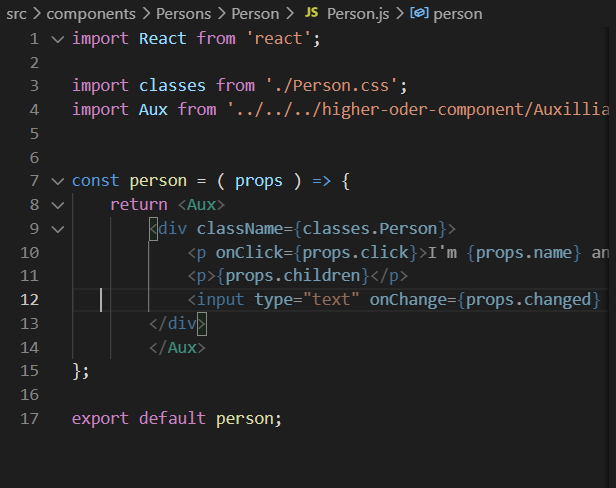 src > components > Persons > Person > JS Person.js > person
1 import React from 'react';
2
3 import classes from './Person.css';
4 import Aux from '../../../higher-oder-component/Auxillia
5
6
7 const person = ( props ) => {
8 return <Aux>
9 <div className={classes.Person}>
10 <p onClick={props.click}>I'm {props.name} an
11 <p>{props.children}</p>
12 <input type="text" onChange={props.changed}
13 </div>
14 </Aux>
15 };
16
17 export default person;